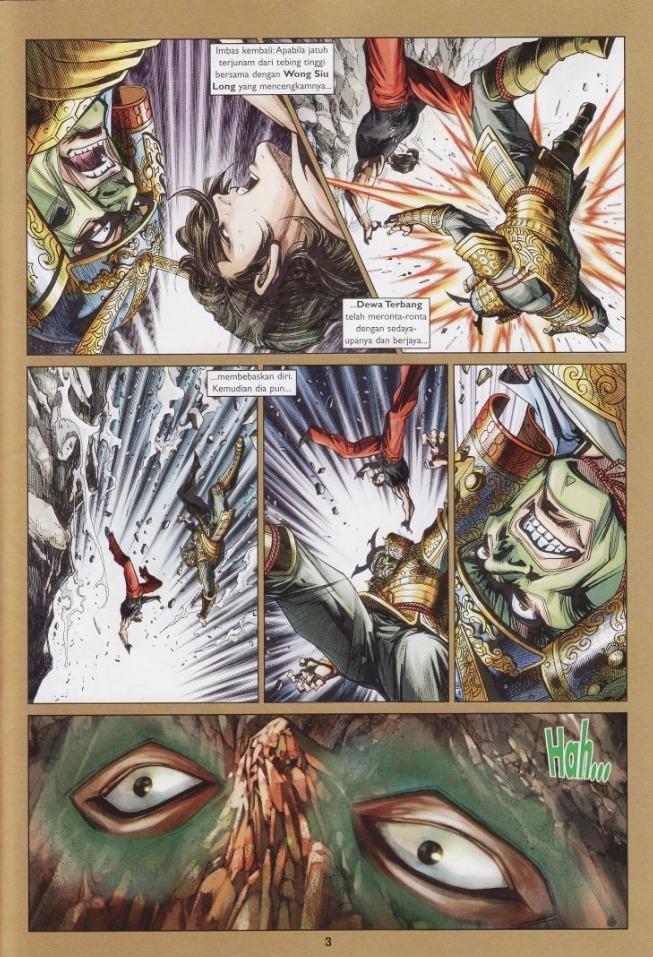 Imbas kembali: Apabila jatuh
terjunam dari tebing tinggi
bersama dengan Wong Siu
Long yang mencengkamnya...
...Dewa Terbang
telah meronta-ronta
dengan sedaya-
upanya dan berjaya...
...membebaskan diri.
Kemudian dia pun...
Hah...
3